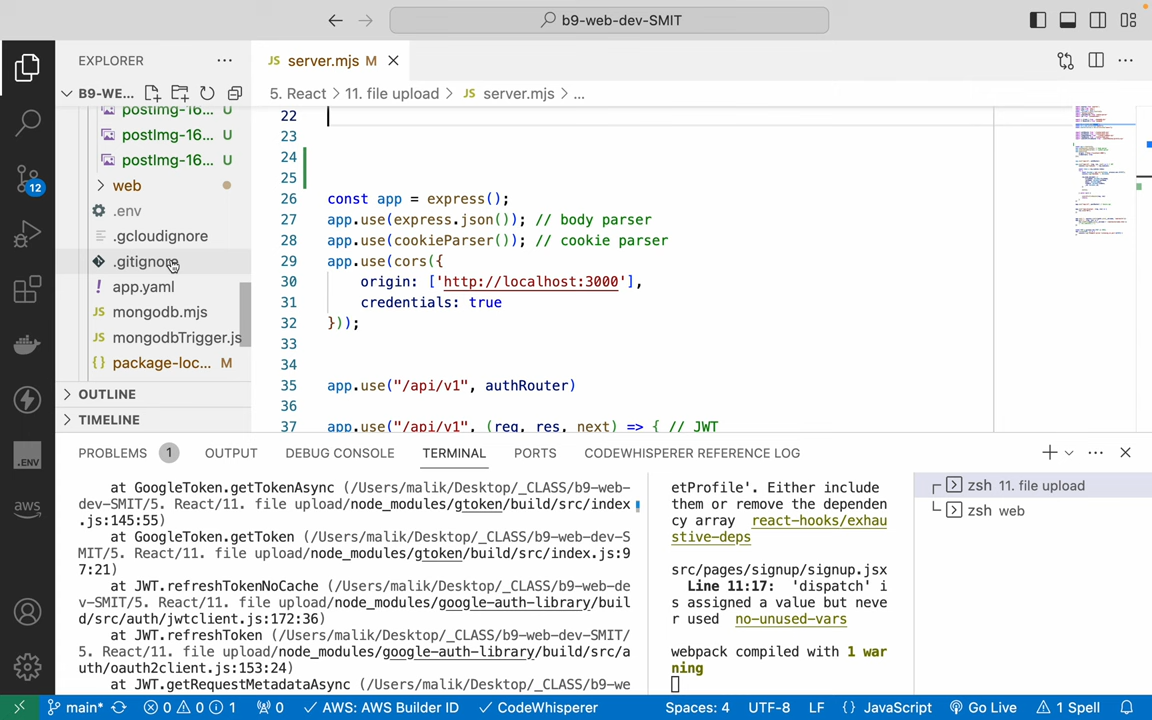 b9-web-dev-SMIT
EXPLORER
JS server.mjs M
B9-WE...
5. React > 11. file upload > JS server.mjs > ...
postImg-16... U
postImg-16... U
postImg-16... U
web
.env
.gcloudignore
.gitignore
! app.yaml
JS mongodb.mjs
JS mongodbTrigger.js
{} package-loc... M
OUTLINE
TIMELINE
12
.ENV
aws
22
23
24
25
26 const app = express();
27 app.use(express.json()); // body parser
28 app.use(cookieParser()); // cookie parser
29 app.use(cors({
30 origin: ['http://localhost:3000'],
31 credentials: true
32 }));
33
34
35 app.use("/api/v1", authRouter)
36
37 app.use("/api/v1", (req, res, next) => { // JWT
PROBLEMS 1 OUTPUT DEBUG CONSOLE TERMINAL PORTS CODEWHISPERER REFERENCE LOG
at GoogleToken.getTokenAsync (/Users/malik/Desktop/_CLASS/b9-web-
dev-SMIT/5. React/11. file upload/node_modules/gtoken/build/src/index
.js:145:55)
at GoogleToken.getToken (/Users/malik/Desktop/_CLASS/b9-web-dev-S
MIT/5. React/11. file upload/node_modules/gtoken/build/src/index.js:9
7:21)
at JWT.refreshTokenNoCache (/Users/malik/Desktop/_CLASS/b9-web-de
v-SMIT/5. React/11. file upload/node_modules/google-auth-library/buil
d/src/auth/jwtclient.js:172:36)
at JWT.refreshToken (/Users/malik/Desktop/_CLASS/b9-web-dev-SMIT/
5. React/11. file upload/node_modules/google-auth-library/build/src/a
uth/oauth2client.js:153:24)
at JWT.getRequestMetadataAsync (/Users/malik/Desktop/_CLASS/b9-we
etProfile'. Either include
them or remove the dependen
cy array react-hooks/exhau
stive-deps
src/pages/signup/signup.jsx
Line 11:17: 'dispatch' i
s assigned a value but neve
r used no-unused-vars
webpack compiled with 1 war
ning
zsh 11. file upload
zsh web
main* 0 0 1 0 AWS: AWS Builder ID CodeWhisperer Spaces: 4 UTF-8 LF {} JavaScript Go Live 1 Spell